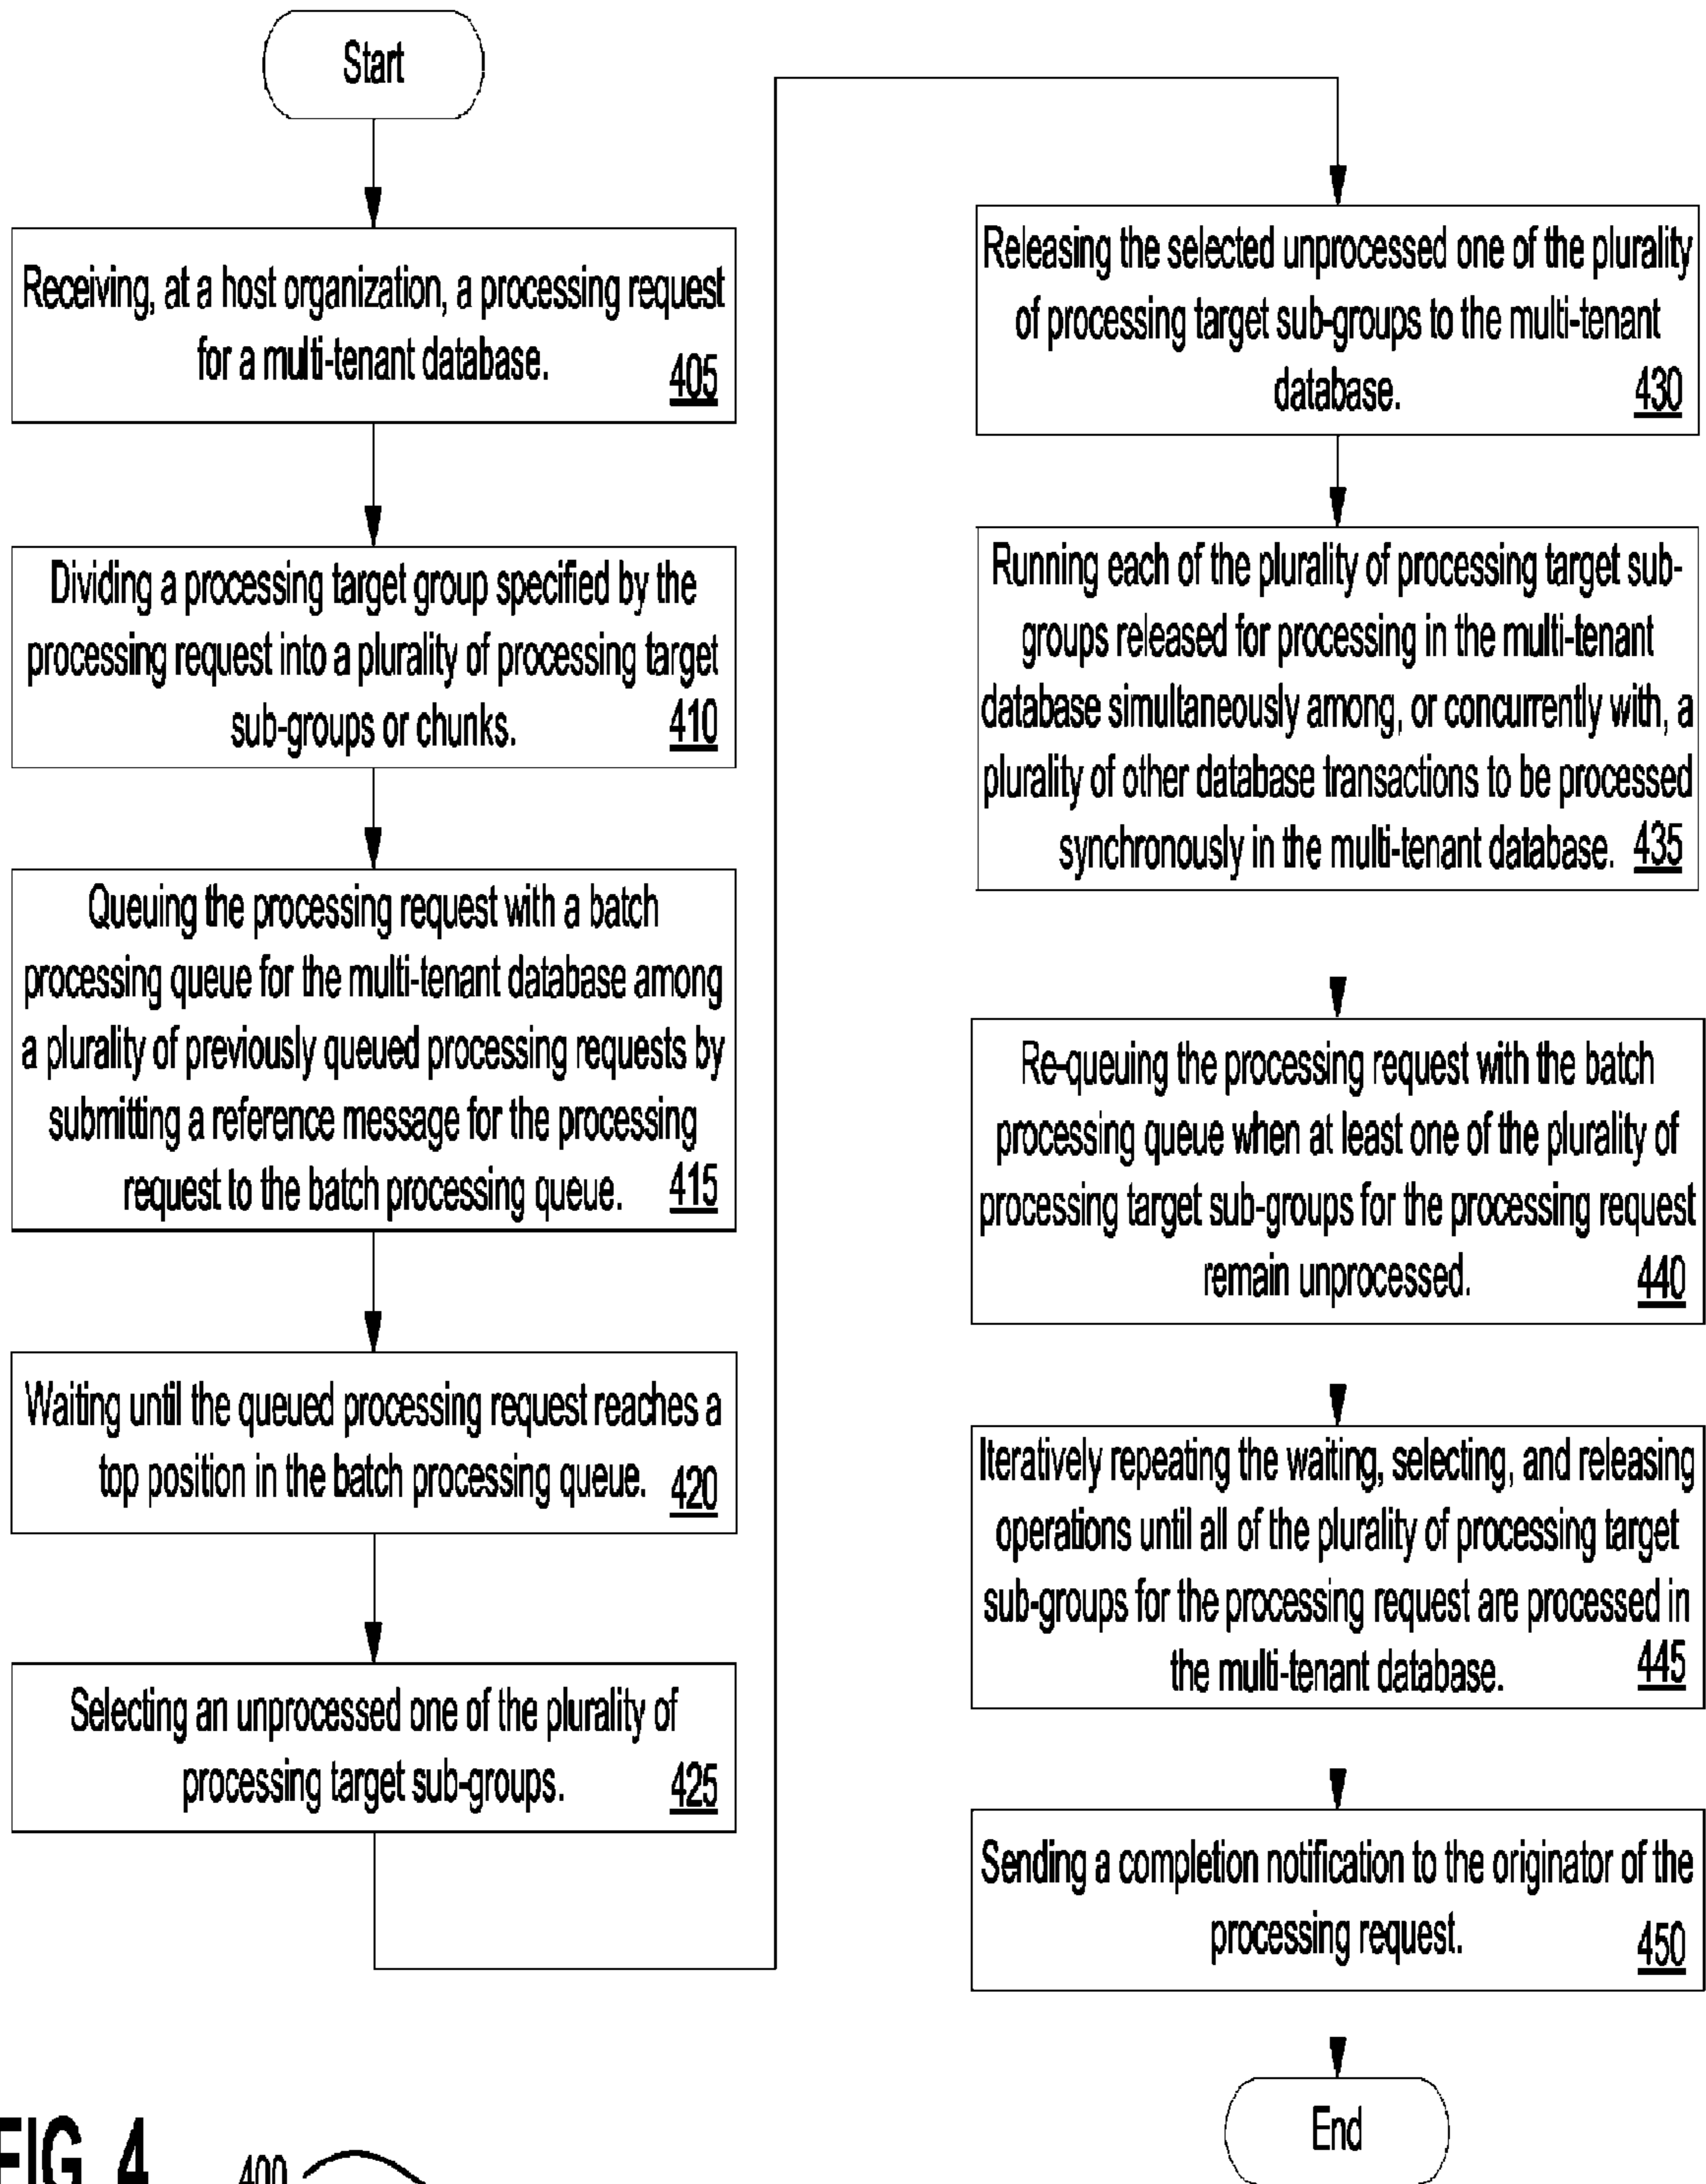 Start
Receiving, at a host organization, a processing request
for a multi-tenant database. 405
Dividing a processing target group specified by the
processing request into a plurality of processing target
sub-groups or chunks. 410
Queuing the processing request with a batch
processing queue for the multi-tenant database among
a plurality of previously queued processing requests by
submitting a reference message for the processing
request to the batch processing queue. 415
Waiting until the queued processing request reaches a
top position in the batch processing queue. 420
Selecting an unprocessed one of the plurality of
processing target sub-groups. 425
Releasing the selected unprocessed one of the plurality
of processing target sub-groups to the multi-tenant
database. 430
Running each of the plurality of processing target sub-
groups released for processing in the multi-tenant
database simultaneously among, or concurrently with, a
plurality of other database transactions to be processed
synchronously in the multi-tenant database. 435
Re-queuing the processing request with the batch
processing queue when at least one of the plurality of
processing target sub-groups for the processing request
remain unprocessed. 440
Iteratively repeating the waiting, selecting, and releasing
operations until all of the plurality of processing target
sub-groups for the processing request are processed in
the multi-tenant database. 445
Sending a completion notification to the originator of the
processing request. 450
End
FIG. 4
400